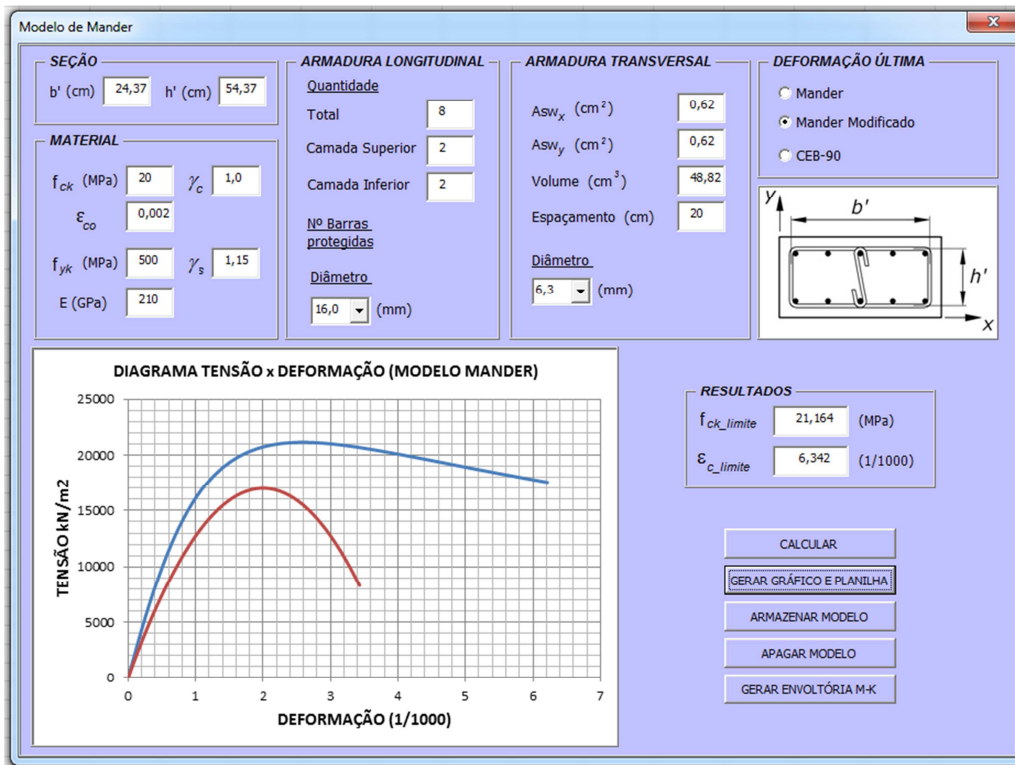 Modelo de Mander
SEÇÃO
b' (cm) 24,37 h' (cm) 54,37
MATERIAL
fck (MPa) 20 γc 1,0
εco 0,002
fyk (MPa) 500 γs 1,15
E (GPa) 210
ARMADURA LONGITUDINAL
Quantidade
Total 8
Camada Superior 2
Camada Inferior 2
Nº Barras
protegidas
Diâmetro
16,0 (mm)
ARMADURA TRANSVERSAL
Aswx (cm²) 0,62
Aswy (cm²) 0,62
Volume (cm³) 48,82
Espaçamento (cm) 20
Diâmetro
6,3 (mm)
DEFORMAÇÃO ÚLTIMA
Mander
Mander Modificado
CEB-90
y
b'
h'
x
DIAGRAMA TENSÃO x DEFORMAÇÃO (MODELO MANDER)
TENSÃO kN/m2
25000
20000
15000
10000
5000
0
0 1 2 3 4 5 6 7
DEFORMAÇÃO (1/1000)
RESULTADOS
fck_limite 21,164 (MPa)
εc_limite 6,342 (1/1000)
CALCULAR
GERAR GRÁFICO E PLANILHA
ARMAZENAR MODELO
APAGAR MODELO
GERAR ENVOLTÓRIA M-K